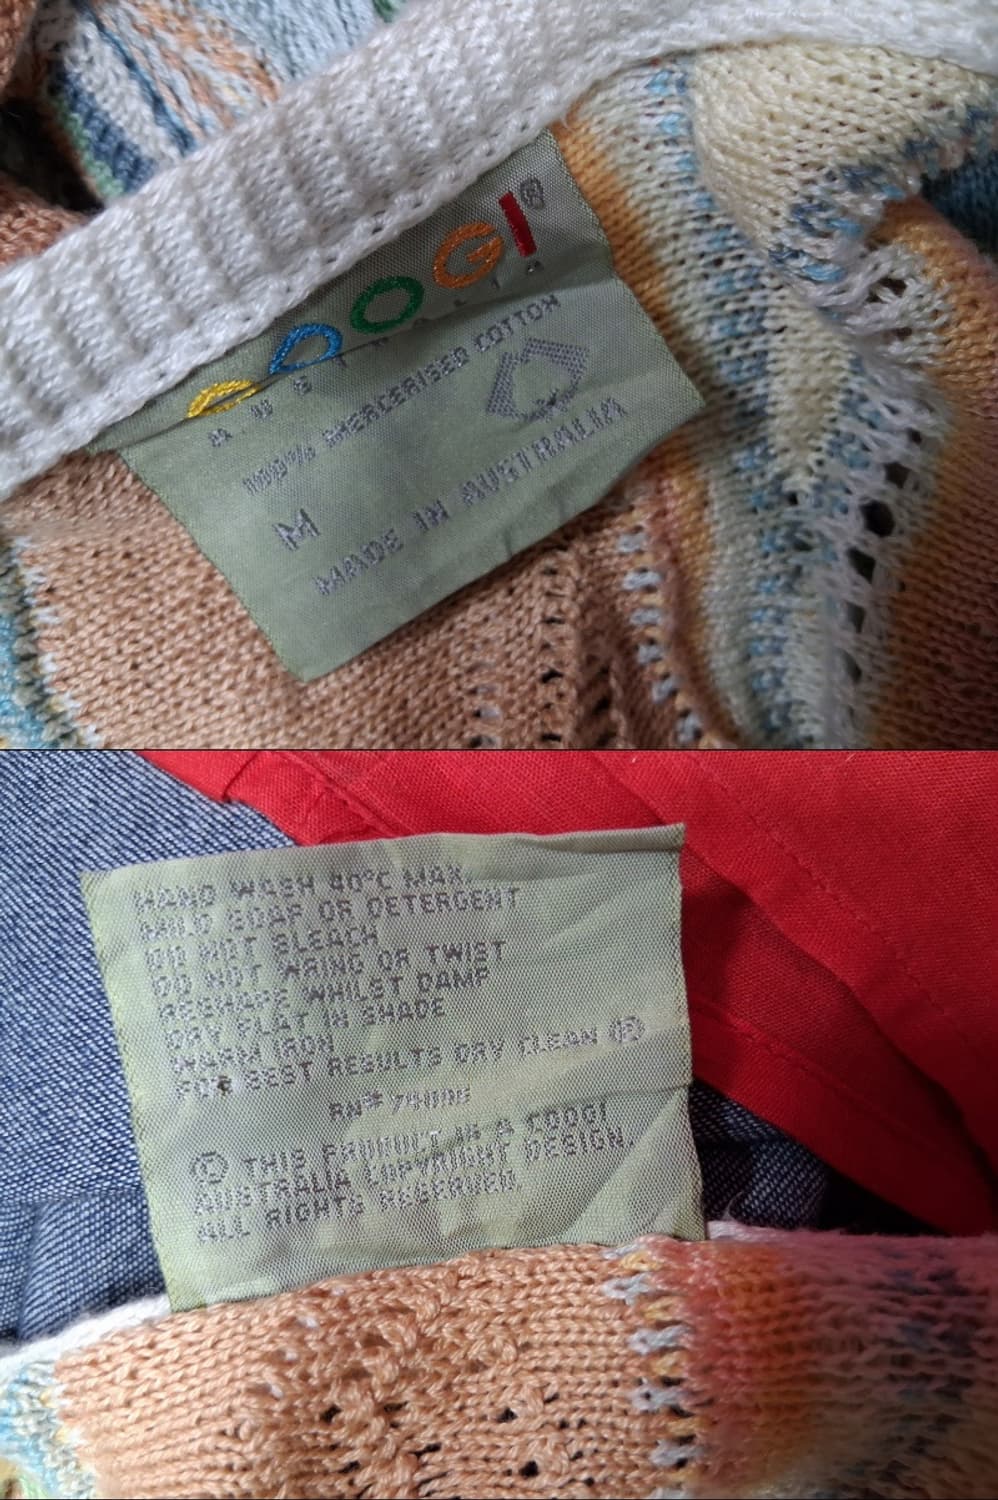 COOGI®
AUSTRALIA
100% MERCERISED COTTON
M
MADE IN AUSTRALIA
HAND WASH 40°C MAX.
MILD SOAP OR DETERGENT
DO NOT BLEACH
DO NOT WRING OR TWIST
RESHAPE WHILST DAMP
DRY FLAT IN SHADE
WARM IRON
FOR BEST RESULTS DRY CLEAN Ⓟ
RN#
© THIS PRODUCT IS A COOGI
AUSTRALIA COPYRIGHT DESIGN.
ALL RIGHTS RESERVED.